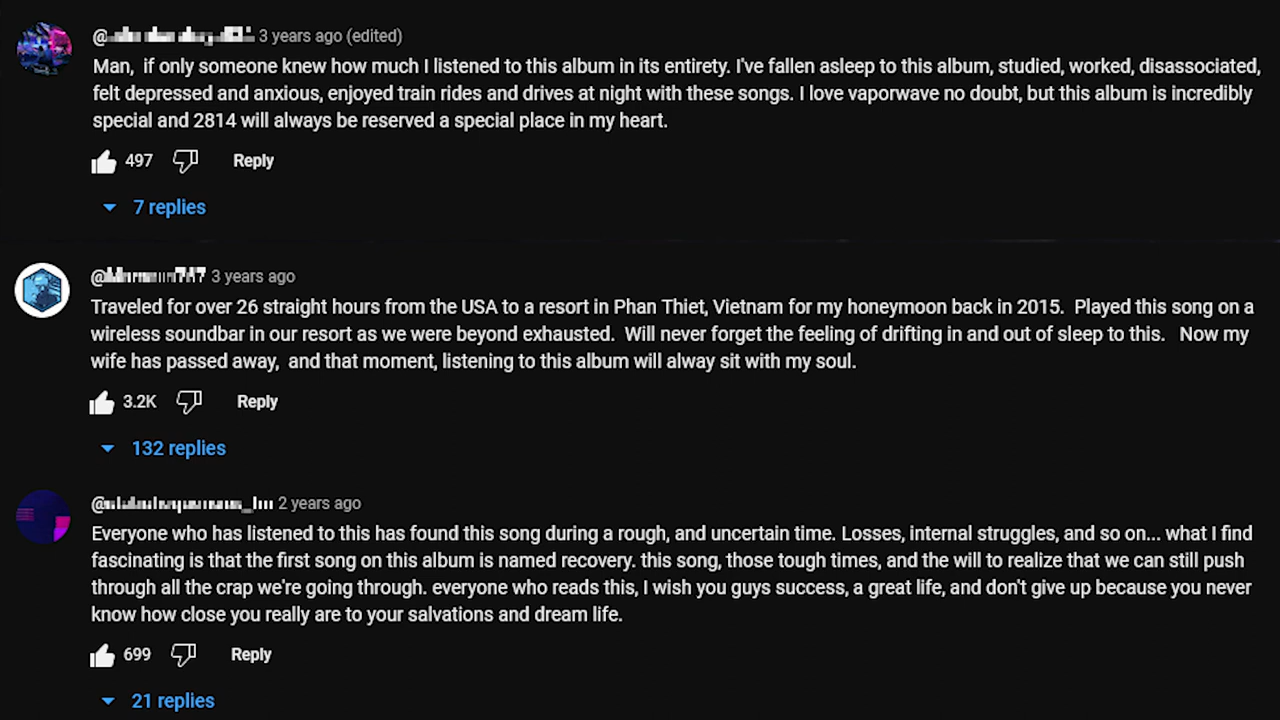 3 years ago (edited)
Man, if only someone knew how much I listened to this album in its entirety. I've fallen asleep to this album, studied, worked, disassociated,
felt depressed and anxious, enjoyed train rides and drives at night with these songs. I love vaporwave no doubt, but this album is incredibly
special and 2814 will always be reserved a special place in my heart.
497 Reply
7 replies
3 years ago
Traveled for over 26 straight hours from the USA to a resort in Phan Thiet, Vietnam for my honeymoon back in 2015. Played this song on a
wireless soundbar in our resort as we were beyond exhausted. Will never forget the feeling of drifting in and out of sleep to this. Now my
wife has passed away, and that moment, listening to this album will alway sit with my soul.
3.2K Reply
132 replies
2 years ago
Everyone who has listened to this has found this song during a rough, and uncertain time. Losses, internal struggles, and so on... what I find
fascinating is that the first song on this album is named recovery. this song, those tough times, and the will to realize that we can still push
through all the crap we're going through. everyone who reads this, I wish you guys success, a great life, and don't give up because you never
know how close you really are to your salvations and dream life.
699 Reply
21 replies